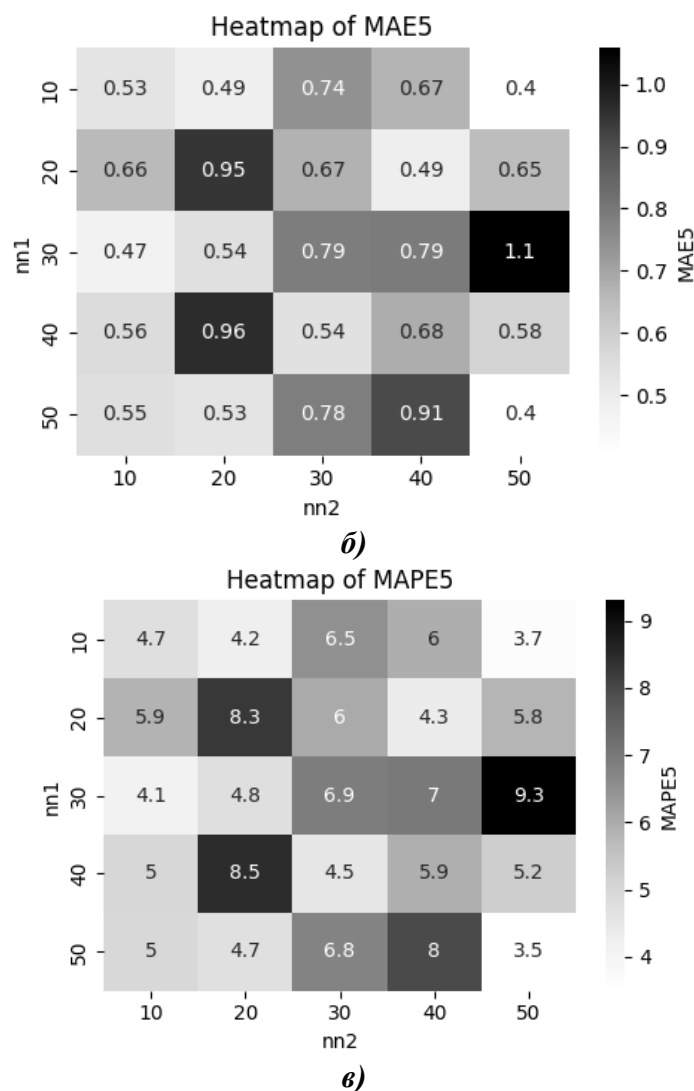 Heatmap of MAE5
10 0.53 0.49 0.74 0.67 0.4
20 0.66 0.95 0.67 0.49 0.65
30 0.47 0.54 0.79 0.79 1.1
40 0.56 0.96 0.54 0.68 0.58
50 0.55 0.53 0.78 0.91 0.4
nn1
10 20 30 40 50
nn2
1.0
0.9
0.8
0.7
0.6
0.5
MAE5
б)
Heatmap of MAPE5
10 4.7 4.2 6.5 6 3.7
20 5.9 8.3 6 4.3 5.8
30 4.1 4.8 6.9 7 9.3
40 5 8.5 4.5 5.9 5.2
50 5 4.7 6.8 8 3.5
nn1
10 20 30 40 50
nn2
9
8
7
6
5
4
MAPE5
в)